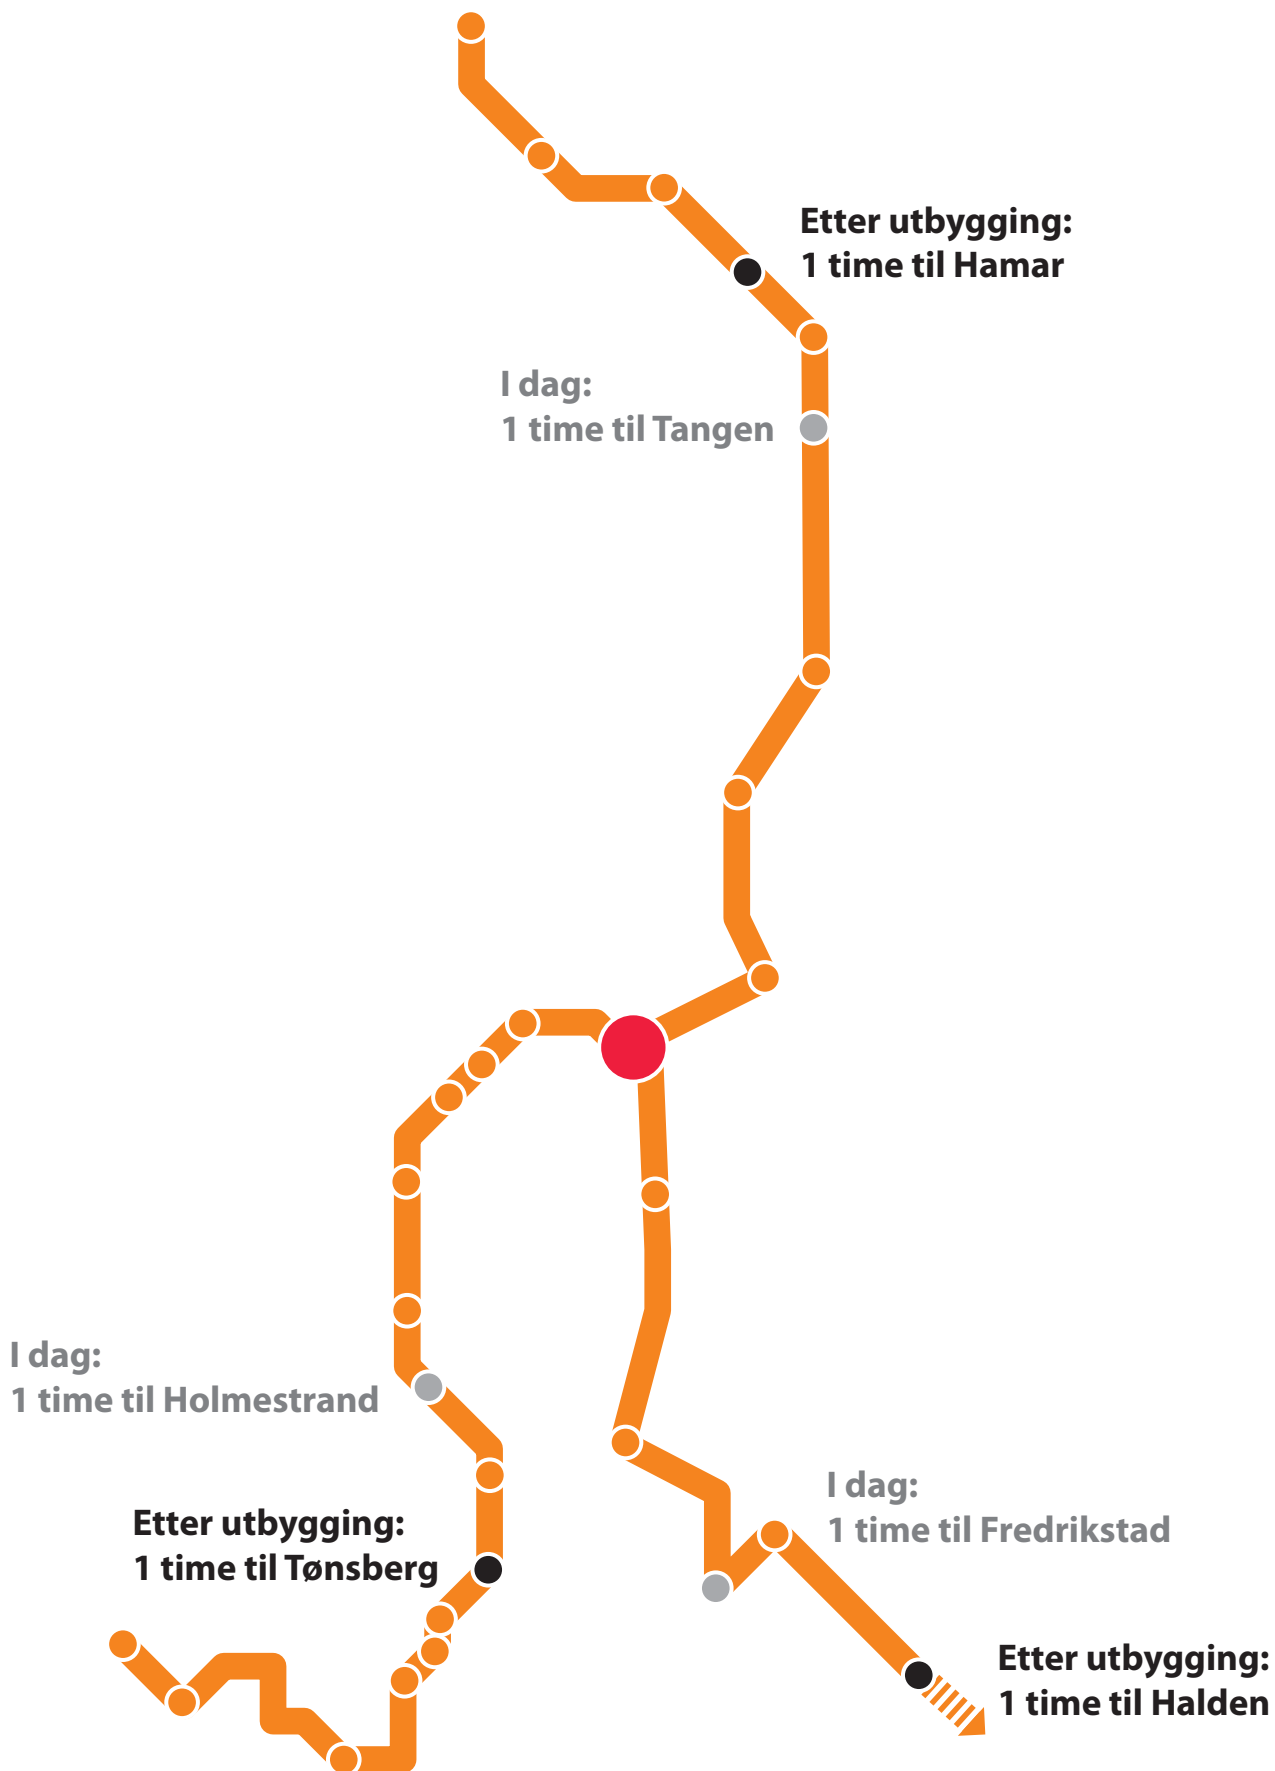 Etter utbygging:
1 time til Hamar
I dag:
1 time til Tangen
I dag:
1 time til Holmestrand
I dag:
1 time til Fredrikstad
Etter utbygging:
1 time til Tønsberg
Etter utbygging:
1 time til Halden